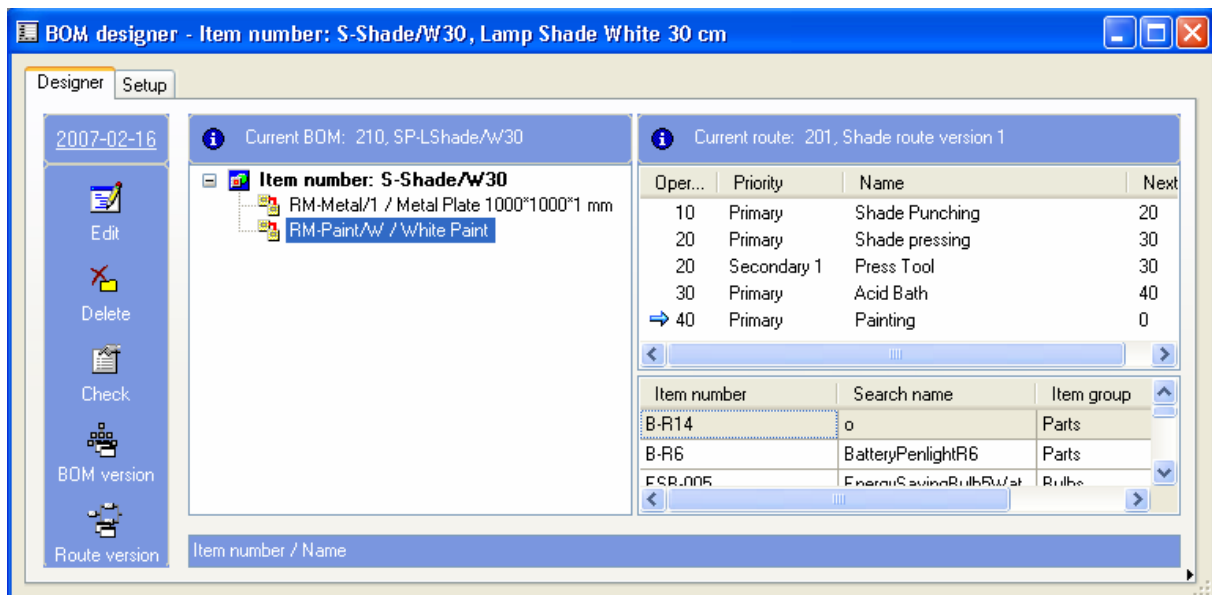 BOM designer - Item number: S-Shade/W30, Lamp Shade White 30 cm
Designer Setup
2007-02-16
Edit
Delete
Check
BOM version
Route version
Current BOM: 210, SP-LShade/W30
Item number: S-Shade/W30
RM-Metal/1 / Metal Plate 1000*1000*1 mm
RM-Paint/W / White Paint
Current route: 201, Shade route version 1
Oper... Priority Name Next
10 Primary Shade Punching 20
20 Primary Shade pressing 30
20 Secondary 1 Press Tool 30
30 Primary Acid Bath 40
40 Primary Painting 0
Item number Search name Item group
B-R14 o Parts
B-R6 BatteryPenlightR6 Parts
ESB-005 EnergySavingBulb5Wat Bulbs
Item number / Name